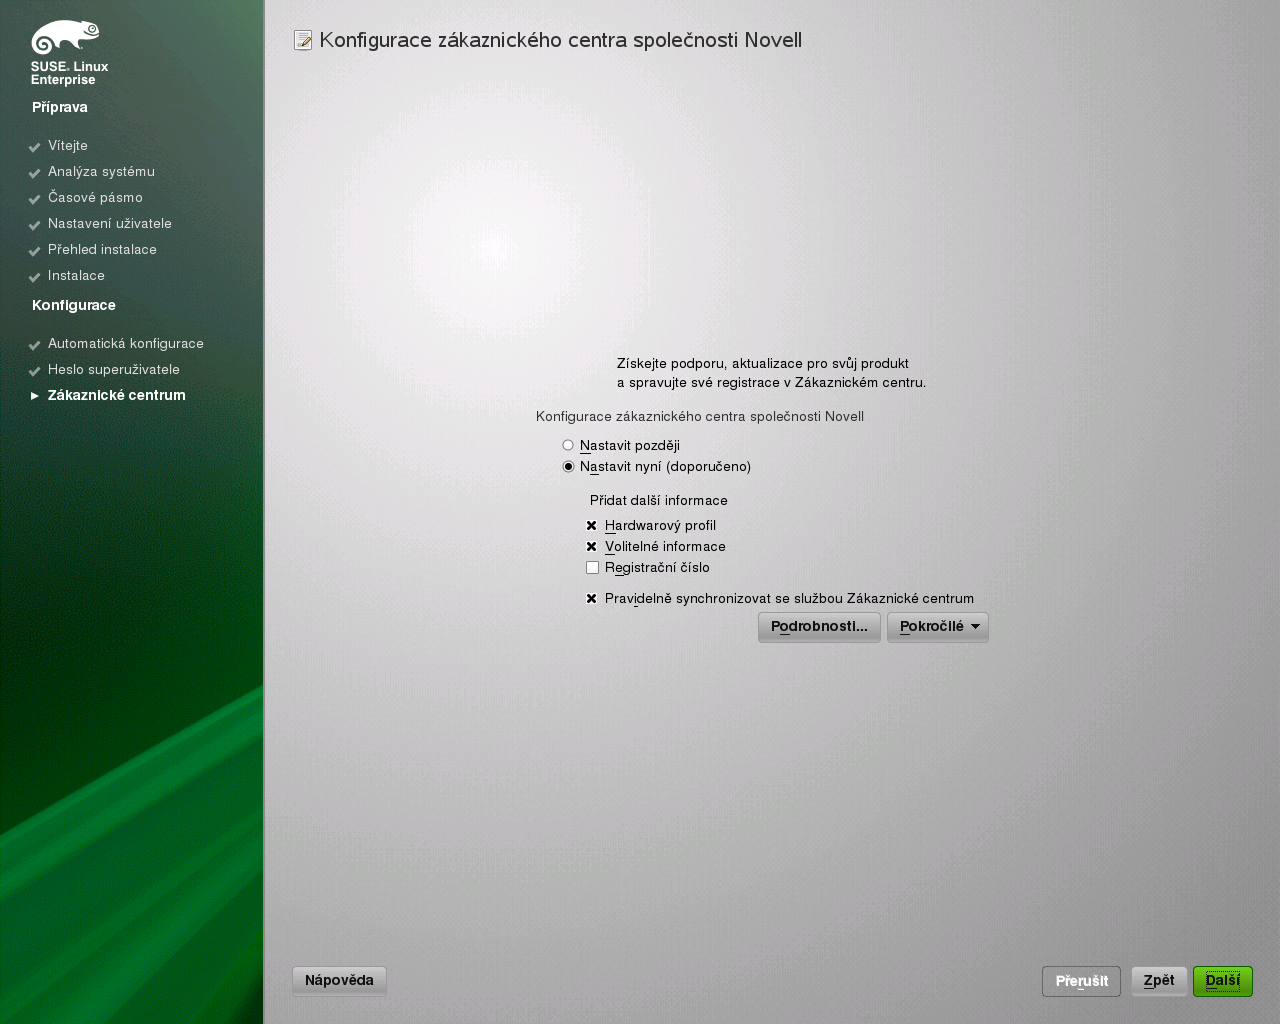 SUSE® Linux
Enterprise
Příprava
Vítejte
Analýza systému
Časové pásmo
Nastavení uživatele
Přehled instalace
Instalace
Konfigurace
Automatická konfigurace
Heslo superuživatele
Zákaznické centrum
Konfigurace zákaznického centra společnosti Novell
Získejte podporu, aktualizace pro svůj produkt
a spravujte své registrace v Zákaznickém centru.
Konfigurace zákaznického centra společnosti Novell
Nastavit později
Nastavit nyní (doporučeno)
Přidat další informace
Hardwarový profil
Volitelné informace
Registrační číslo
Pravidelně synchronizovat se službou Zákaznické centrum
Podrobnosti... Pokročilé
Nápověda Přerušit Zpět Další